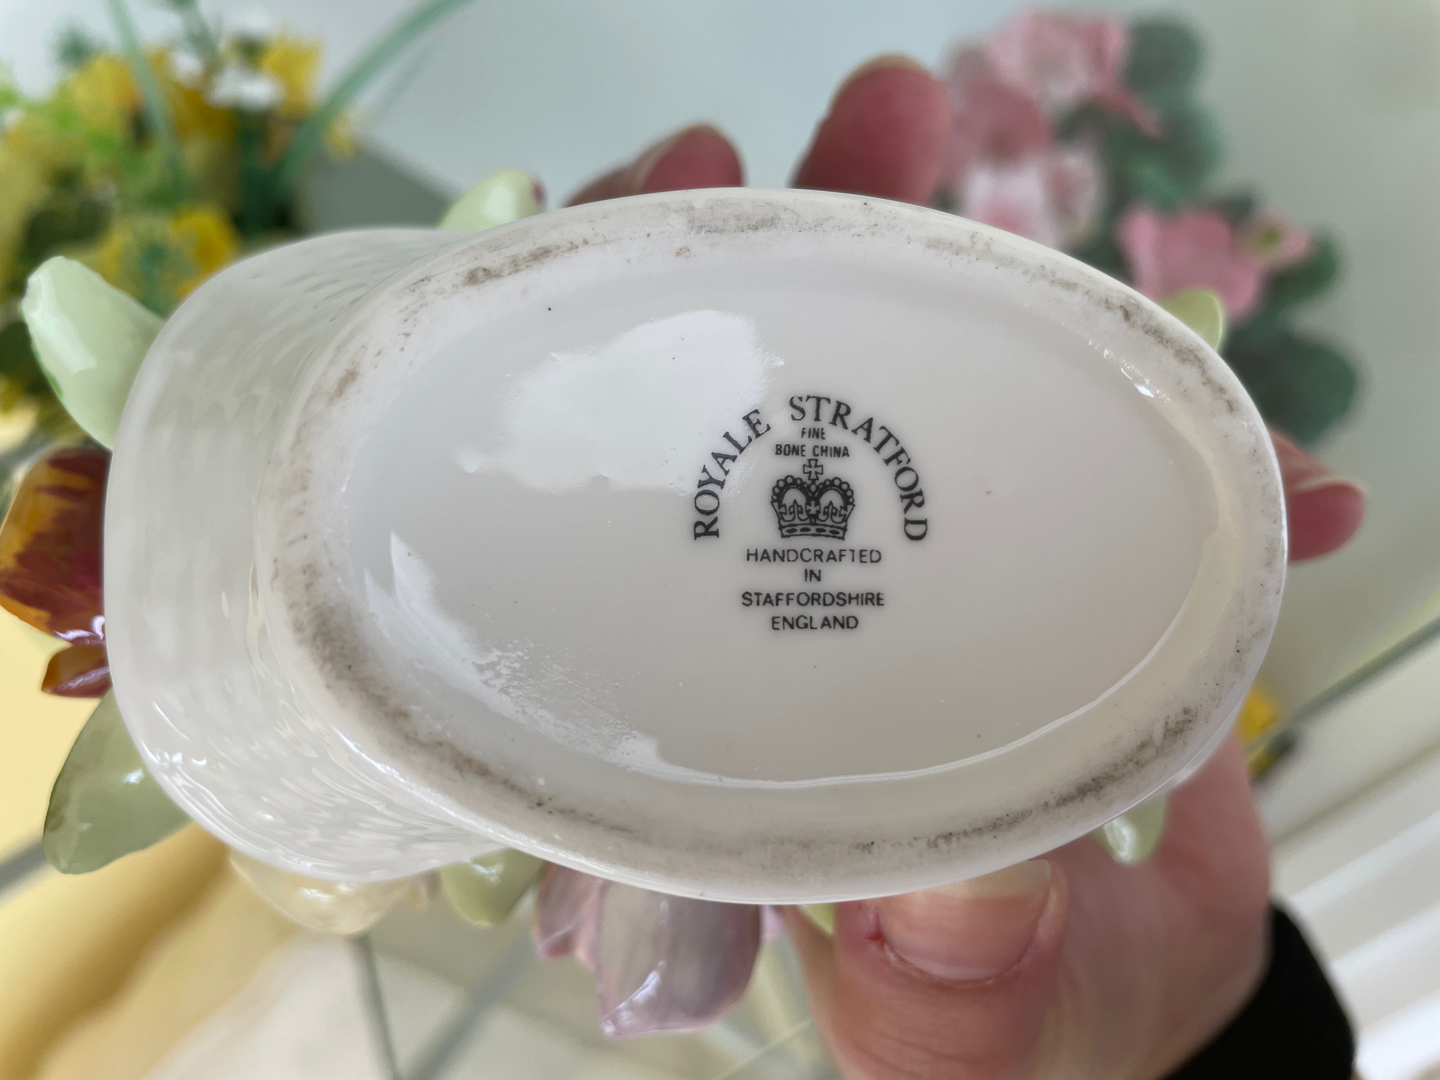 ROYALE STRATFORD
FINE
BONE CHINA
HANDCRAFTED
IN
STAFFORDSHIRE
ENGLAND